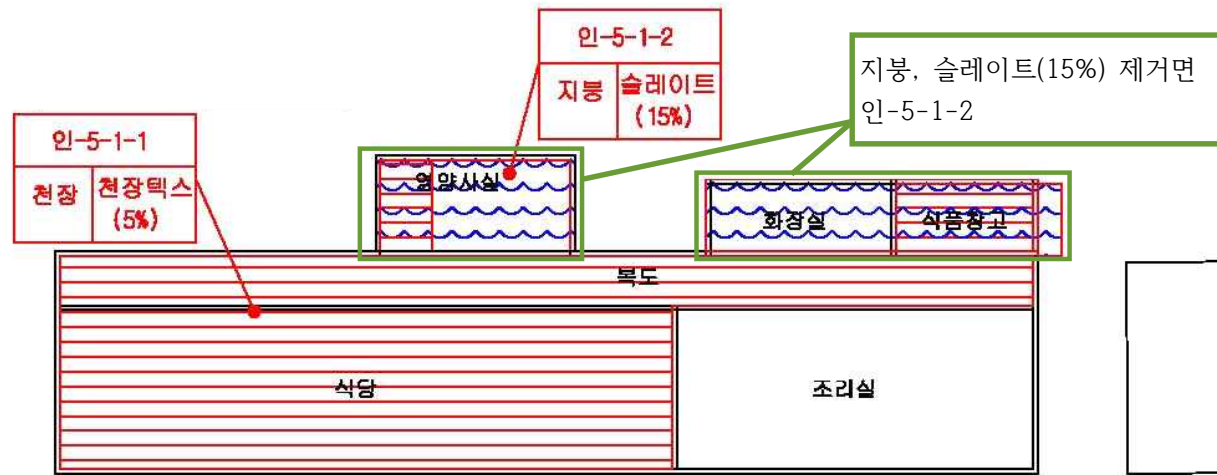 인-5-1-2
지붕
슬레이트
(15%)
지붕, 슬레이트(15%) 제거면
인-5-1-2
인-5-1-1
천장
천장텍스
(5%)
영양사실
화장실
식품창고
복도
식당
조리실